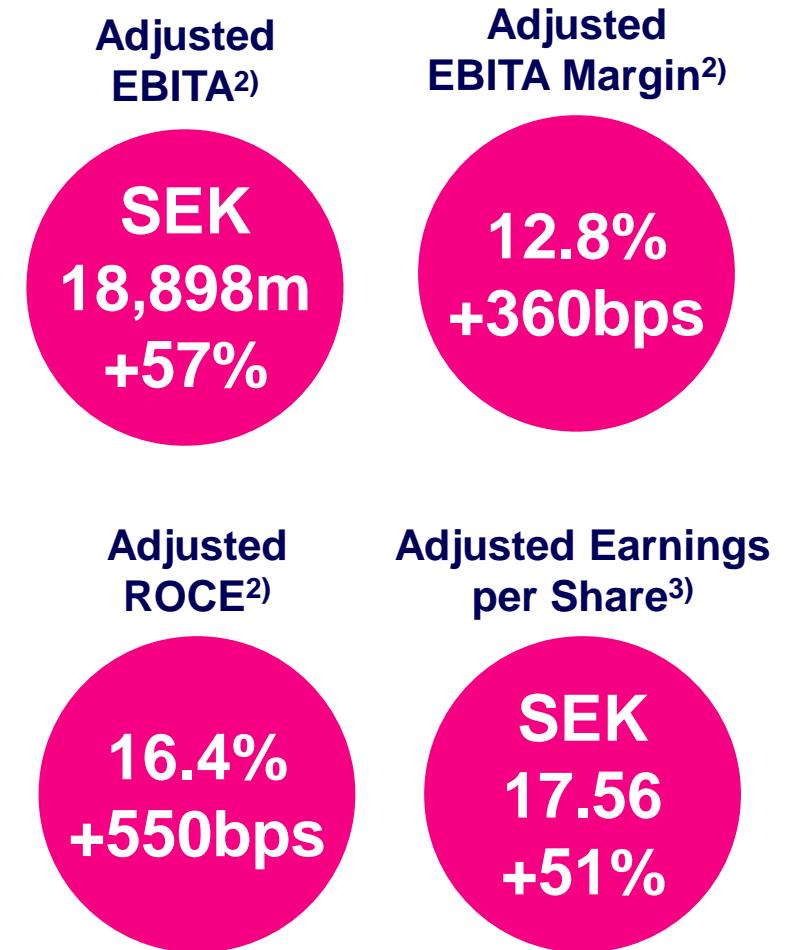 Adjusted
EBITA2)
SEK
18,898m
+57%
Adjusted
EBITA Margin2)
12.8%
+360bps
Adjusted
ROCE2)
16.4%
+550bps
Adjusted Earnings
per Share3)
SEK
17.56
+51%